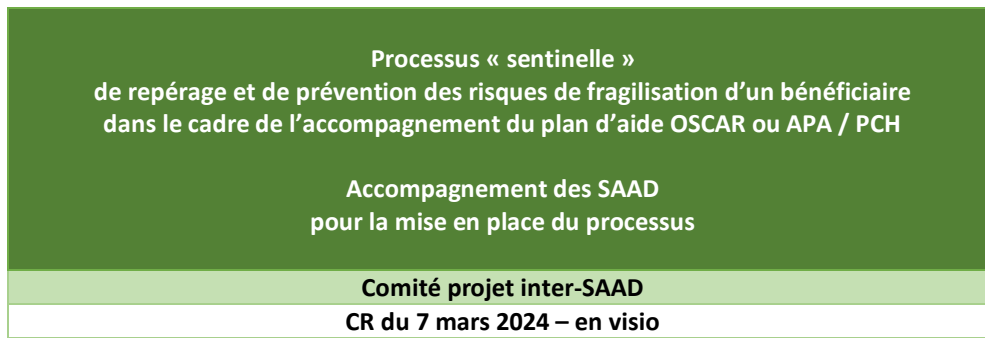 Processus « sentinelle »
de repérage et de prévention des risques de fragilisation d’un bénéficiaire
dans le cadre de l’accompagnement du plan d’aide OSCAR ou APA / PCH
Accompagnement des SAAD
pour la mise en place du processus
Comité projet inter-SAAD
CR du 7 mars 2024 – en visio